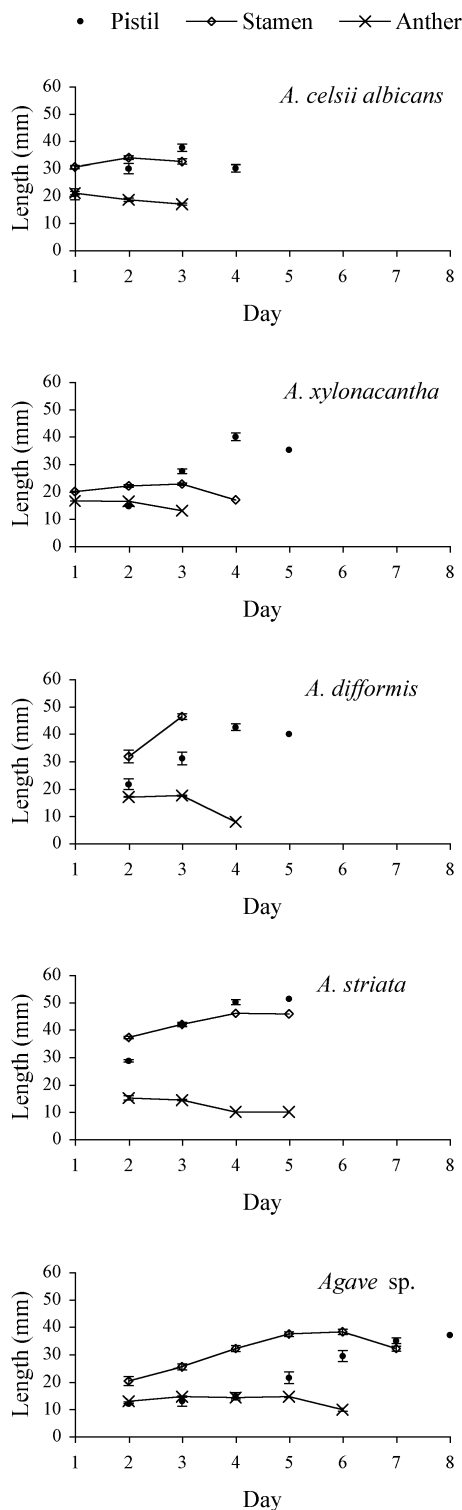 Pistil Stamen Anther
A. celsii albicans
Length (mm)
60
50
40
30
20
10
0
1 2 3 4 5 6 7 8
Day
A. xylonacantha
Length (mm)
60
50
40
30
20
10
0
1 2 3 4 5 6 7 8
Day
A. difformis
Length (mm)
60
50
40
30
20
10
0
1 2 3 4 5 6 7 8
Day
A. striata
Length (mm)
60
50
40
30
20
10
0
1 2 3 4 5 6 7 8
Day
Agave sp.
Length (mm)
60
50
40
30
20
10
0
1 2 3 4 5 6 7 8
Day